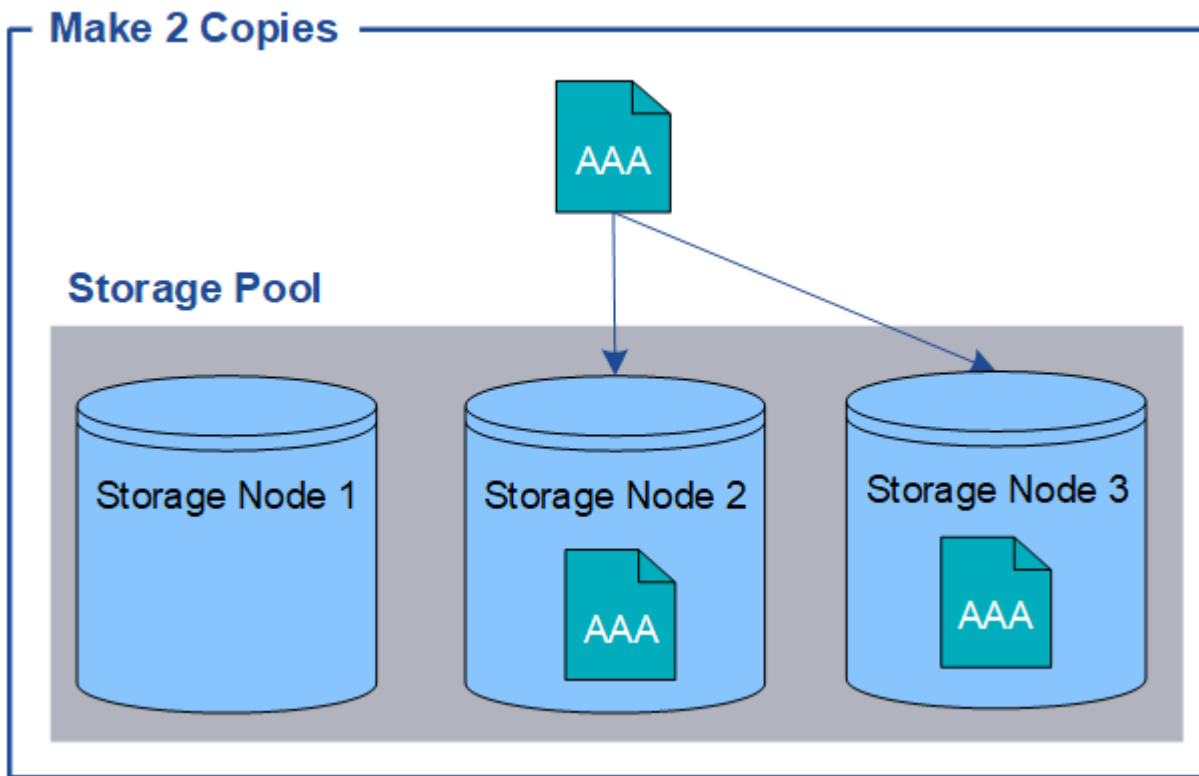 Make 2 Copies
AAA
Storage Pool
Storage Node 1
Storage Node 2
Storage Node 3
AAA
AAA